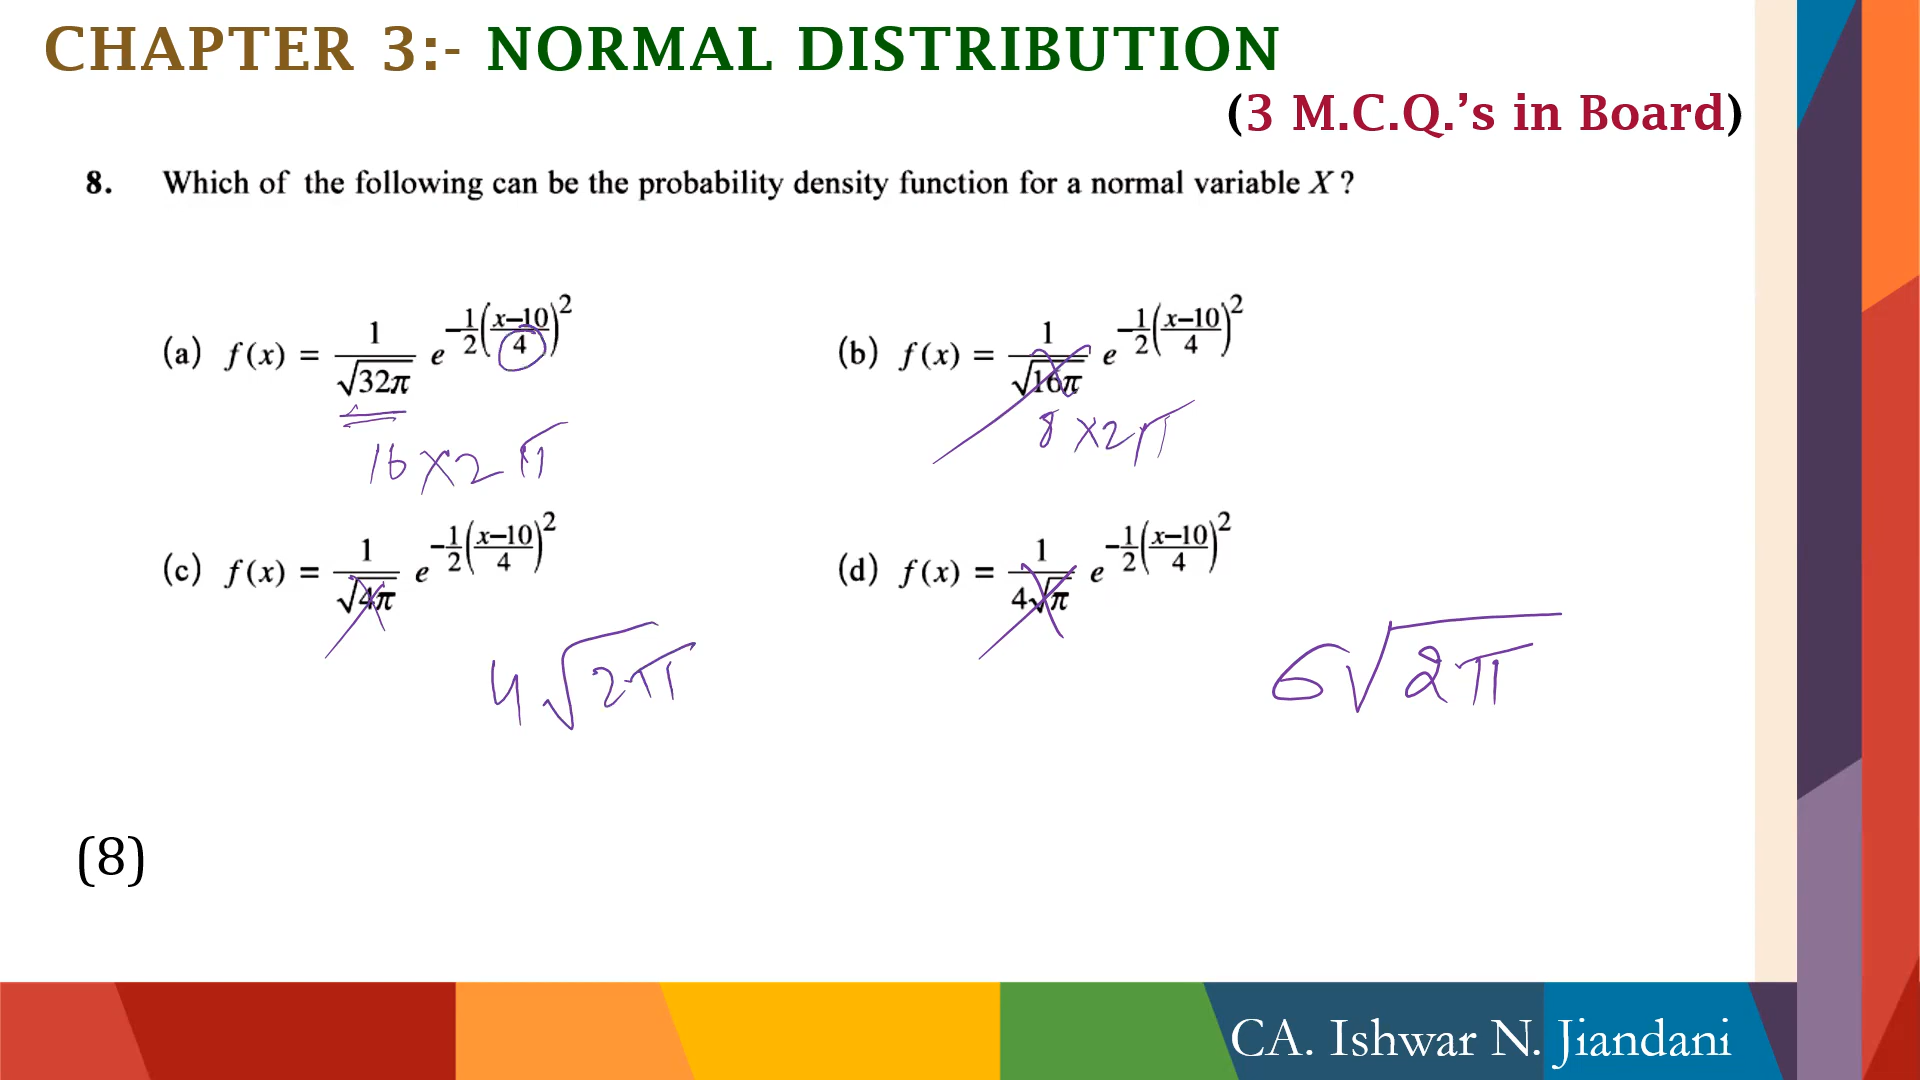 CHAPTER 3:- NORMAL DISTRIBUTION
(3 M.C.Q.’s in Board)
8. Which of the following can be the probability density function for a normal variable X ?
(a) f(x) = 1/√(32π) e^(-1/2((x–10)/4)^2)
(b) f(x) = 1/√(16π) e^(-1/2((x–10)/4)^2)
16 × 2 π
8 × 2 π
(c) f(x) = 1/√(4π) e^(-1/2((x–10)/4)^2)
(d) f(x) = 1/(4√π) e^(-1/2((x–10)/4)^2)
4√(2π)
6√(2π)
(8)
CA. Ishwar N. Jiandani